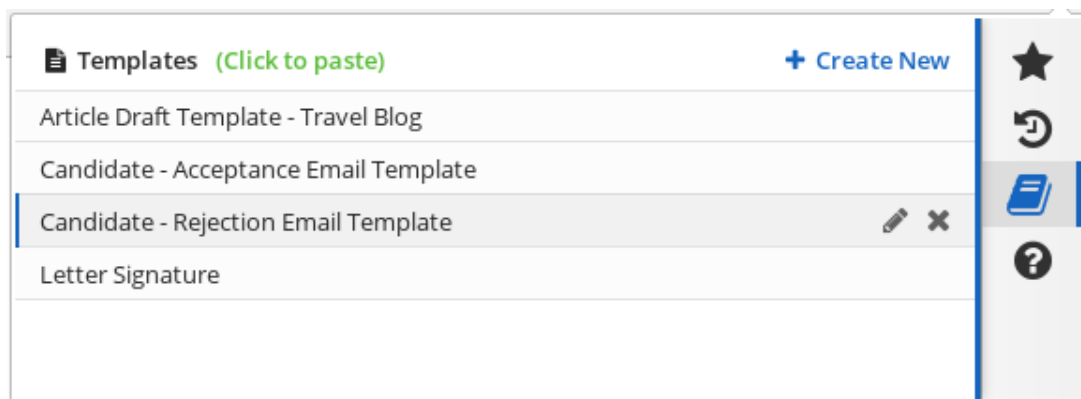 Templates (Click to paste) + Create New
Article Draft Template - Travel Blog
Candidate - Acceptance Email Template
Candidate - Rejection Email Template
Letter Signature